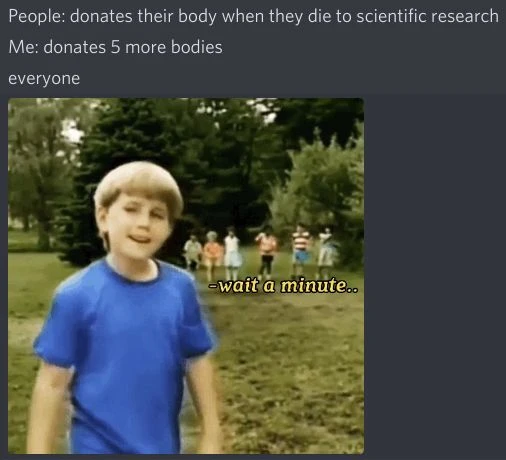 People: donates their body when they die to scientific research
Me: donates 5 more bodies
everyone
-wait a minute..